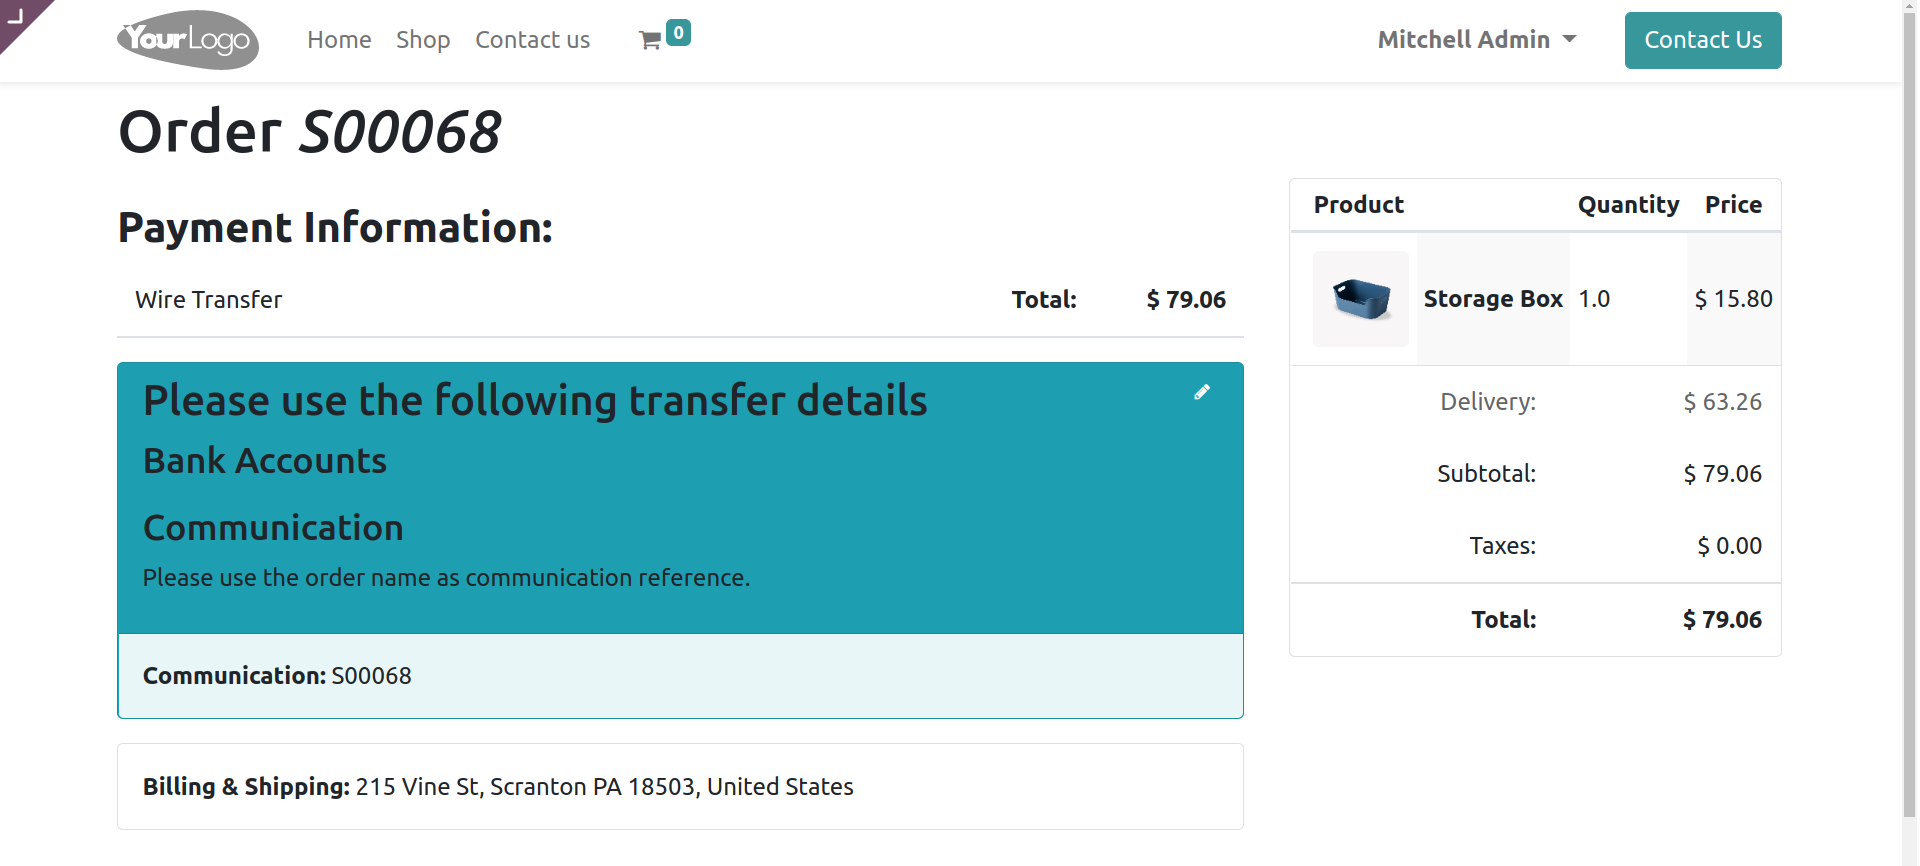 YourLogo
Home Shop Contact us 0 Mitchell Admin Contact Us
Order S00068
Payment Information:
Wire Transfer Total: $ 79.06
Please use the following transfer details
Bank Accounts
Communication
Please use the order name as communication reference.
Communication: S00068
Billing & Shipping: 215 Vine St, Scranton PA 18503, United States
Product Quantity Price
Storage Box 1.0 $ 15.80
Delivery: $ 63.26
Subtotal: $ 79.06
Taxes: $ 0.00
Total: $ 79.06